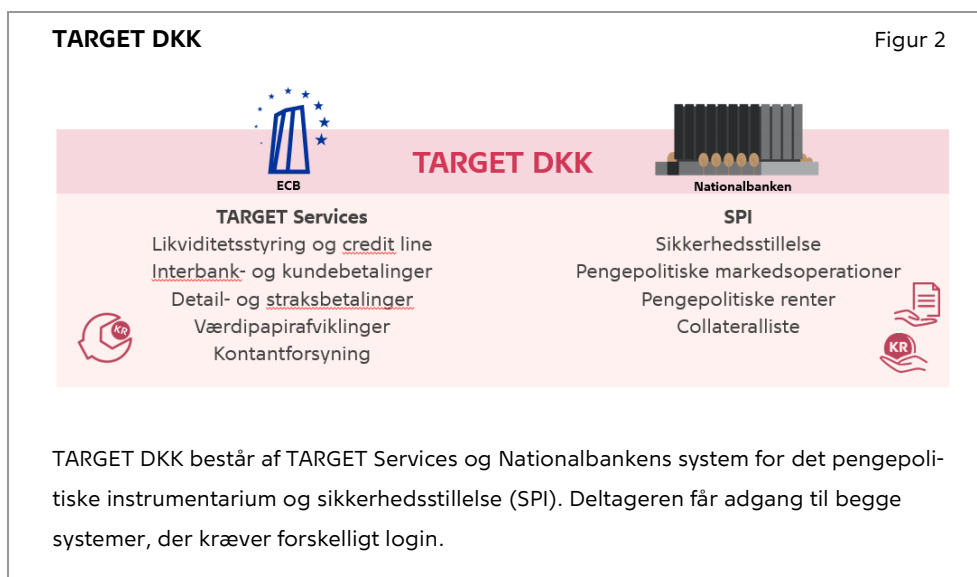 TARGET DKK
Figur 2
TARGET DKK
ECB
Nationalbanken
TARGET Services
Likviditetsstyring og credit line
Interbank- og kundebetalinger
Detail- og straksbetalinger
Værdipapirafviklinger
Kontantforsyning
KR
SPI
Sikkerhedsstillelse
Pengepolitiske markedsoperationer
Pengepolitiske renter
Collateralliste
KR
TARGET DKK består af TARGET Services og Nationalbankens system for det pengepoli-
tiske instrumentarium og sikkerhedsstillelse (SPI). Deltageren får adgang til begge
systemer, der kræver forskelligt login.